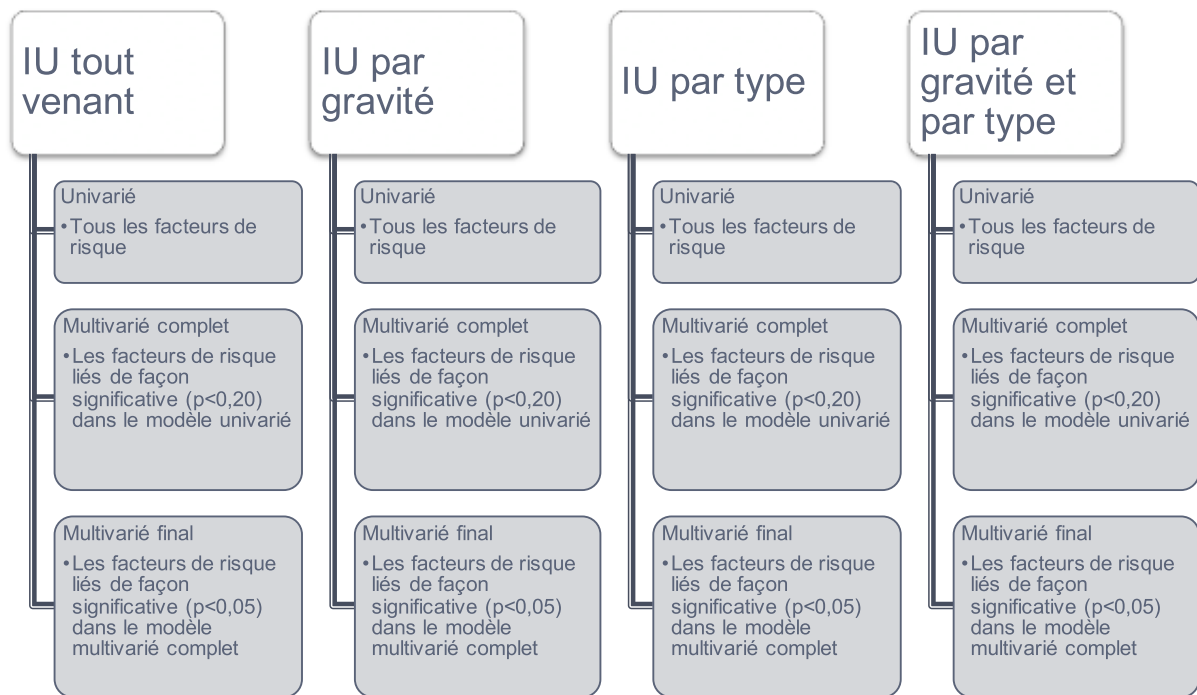 IU tout
venant
Univarié
•Tous les facteurs de
risque
Multivarié complet
•Les facteurs de risque
liés de façon
significative (p<0,20)
dans le modèle univarié
Multivarié final
•Les facteurs de risque
liés de façon
significative (p<0,05)
dans le modèle
multivarié complet
IU par
gravité
Univarié
•Tous les facteurs de
risque
Multivarié complet
•Les facteurs de risque
liés de façon
significative (p<0,20)
dans le modèle univarié
Multivarié final
•Les facteurs de risque
liés de façon
significative (p<0,05)
dans le modèle
multivarié complet
IU par type
Univarié
•Tous les facteurs de
risque
Multivarié complet
•Les facteurs de risque
liés de façon
significative (p<0,20)
dans le modèle univarié
Multivarié final
•Les facteurs de risque
liés de façon
significative (p<0,05)
dans le modèle
multivarié complet
IU par
gravité et
par type
Univarié
•Tous les facteurs de
risque
Multivarié complet
•Les facteurs de risque
liés de façon
significative (p<0,20)
dans le modèle univarié
Multivarié final
•Les facteurs de risque
liés de façon
significative (p<0,05)
dans le modèle
multivarié complet